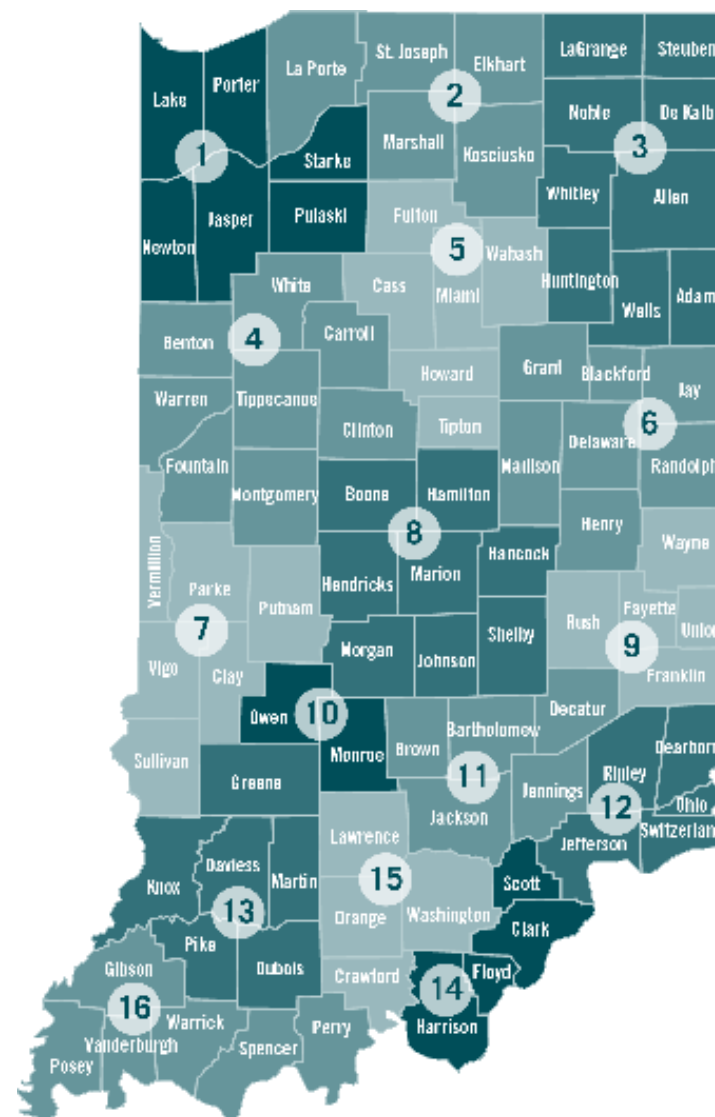 St. Joseph
LaGrange
Steuben
Elkhart
La Porte
Porter
Lake
2
Noble
De Kalb
Marshall
Kosciusko
3
1
Starke
Whitley
Allen
Jasper
Pulaski
Fulton
Newton
5
Wabash
White
Cass
Miami
Huntington
Wells
Adam
Benton
4
Carroll
Grant
Blackford
Jay
Howard
Warren
Tippecanoe
Clinton
Tipton
Delaware
6
Fountain
Madison
Randolph
Montgomery
Boone
Hamilton
Henry
8
Hancock
Wayne
Vermillion
Parke
Hendricks
Marion
Putnam
Rush
Fayette
7
Shelby
Union
9
Vigo
Clay
Morgan
Johnson
Franklin
Owen
10
Decatur
Bartholomew
Sullivan
Monroe
Brown
Dearborn
Ripley
11
Greene
Jennings
12
Ohio
Jackson
Switzerlan
Lawrence
Jefferson
Daviess
15
Knox
Martin
Scott
13
Orange
Washington
Clark
Pike
Dubois
Gibson
Crawford
Floyd
14
16
Warrick
Perry
Harrison
Vanderburgh
Spencer
Posey